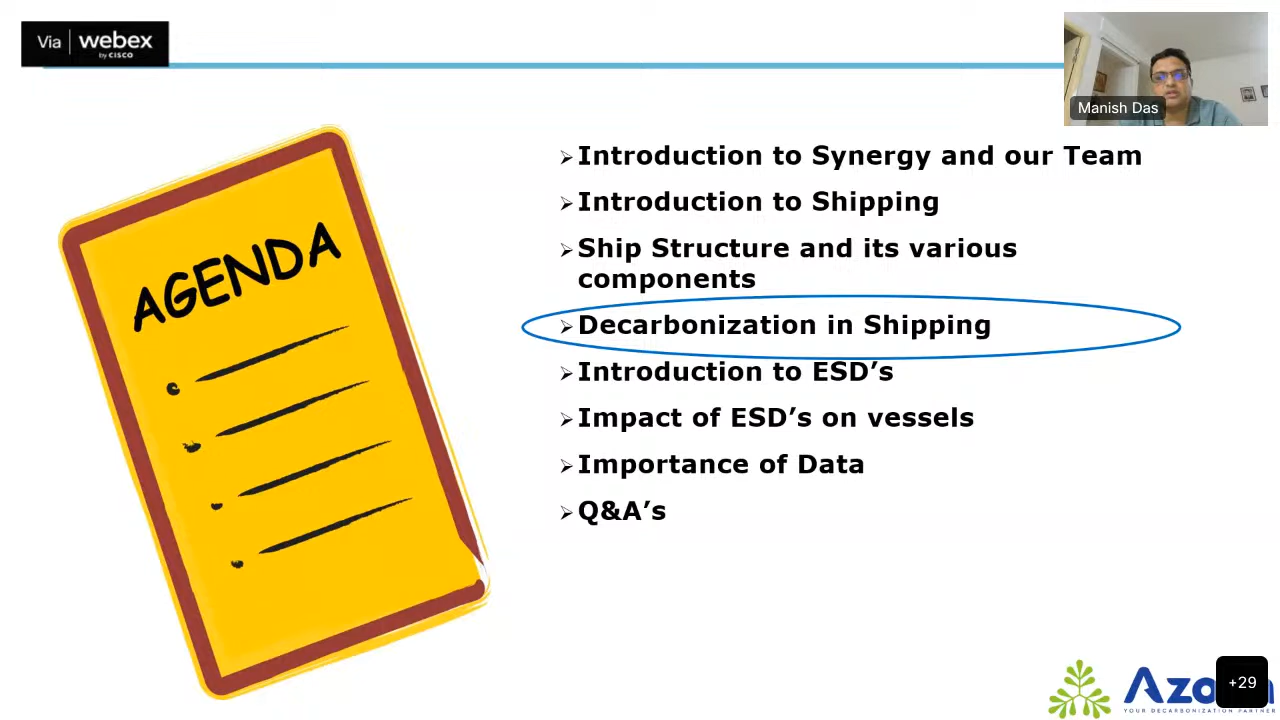 Via webex
by CISCO
Manish Das
AGENDA
➢Introduction to Synergy and our Team
➢Introduction to Shipping
➢Ship Structure and its various
components
➢Decarbonization in Shipping
➢Introduction to ESD’s
➢Impact of ESD’s on vessels
➢Importance of Data
➢Q&A’s
+29
YOUR DECARBONIZATION PARTNER